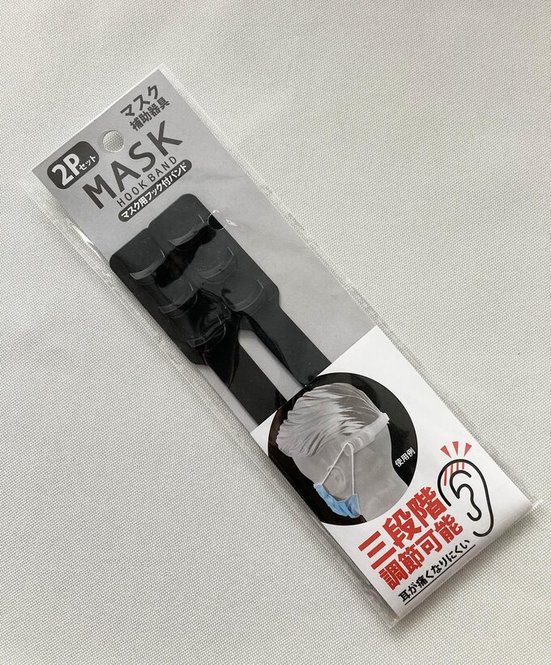 マスク
補助器具
2Pセット
MASK
HOOK BAND
マスク用フック付バンド
使用例
三段階
調節可能
耳が痛くなりにくい